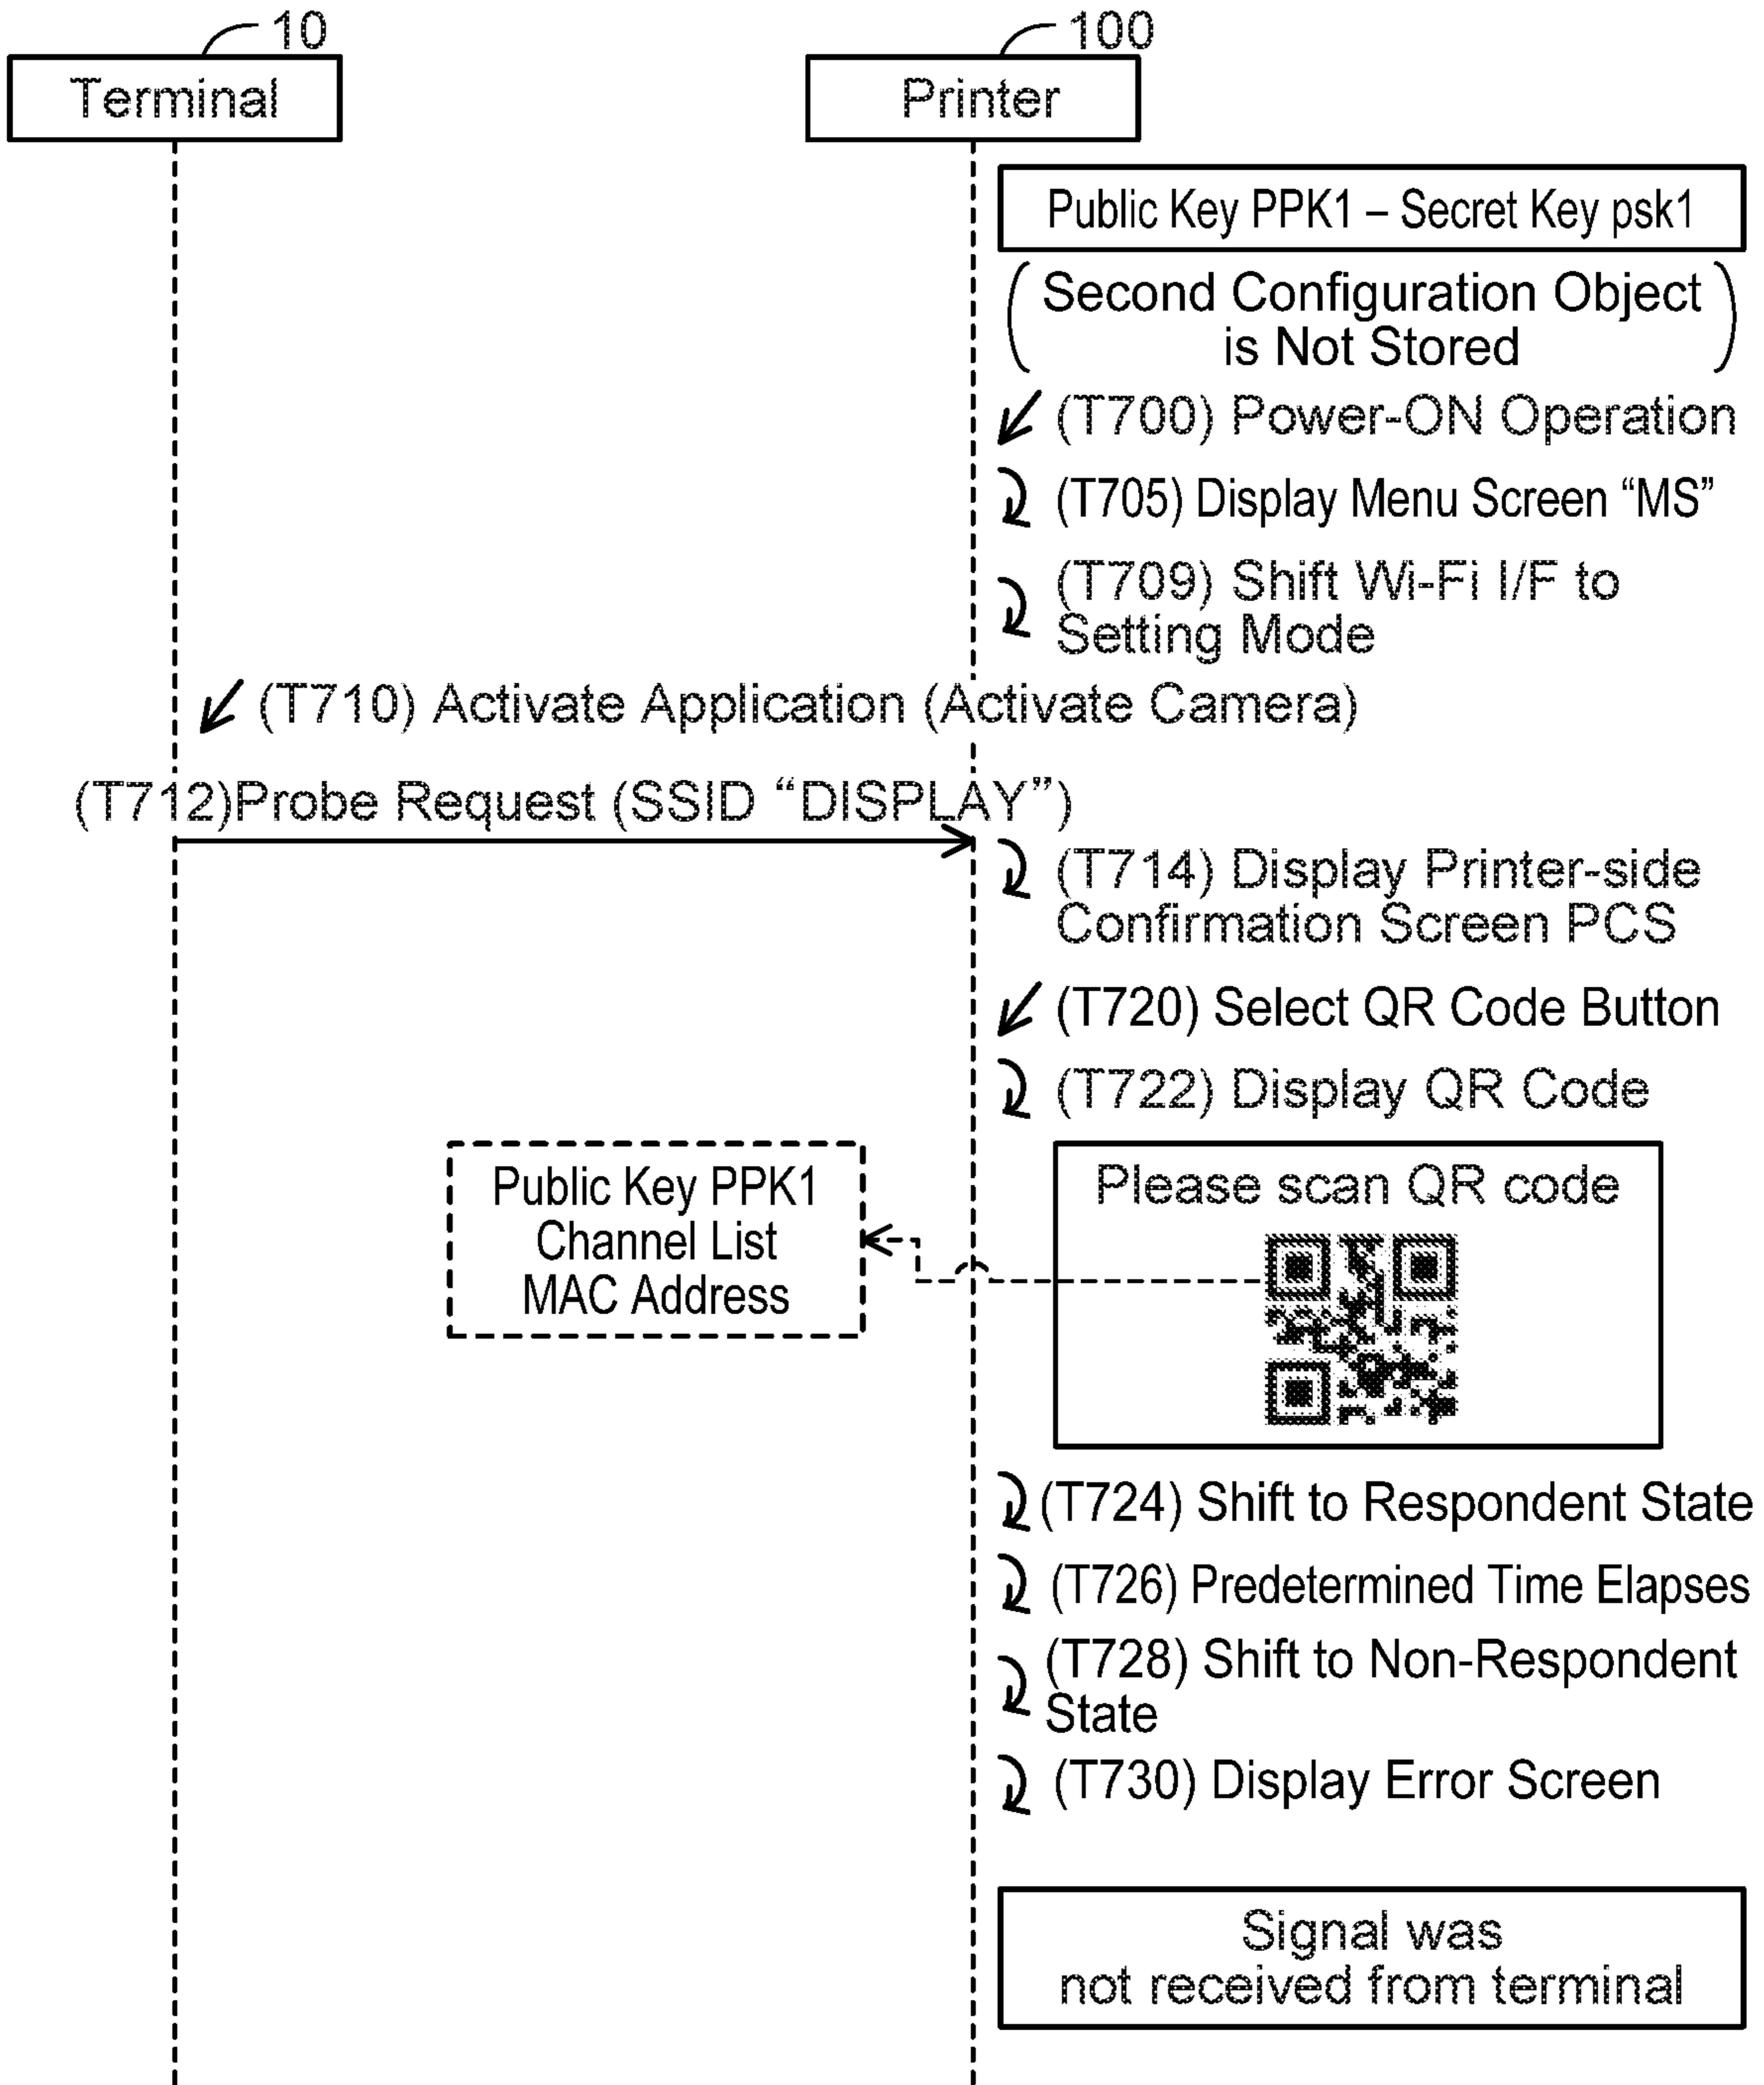 10
100
Terminal
Printer
Public Key PPK1 – Secret Key psk1
Second Configuration Object
is Not Stored
(T700) Power-ON Operation
(T705) Display Menu Screen “MS”
(T709) Shift Wi-Fi I/F to
Setting Mode
(T710) Activate Application (Activate Camera)
(T712)Probe Request (SSID “DISPLAY”)
(T714) Display Printer-side
Confirmation Screen PCS
(T720) Select QR Code Button
(T722) Display QR Code
Public Key PPK1
Channel List
MAC Address
Please scan QR code
(T724) Shift to Respondent State
(T726) Predetermined Time Elapses
(T728) Shift to Non-Respondent
State
(T730) Display Error Screen
Signal was
not received from terminal